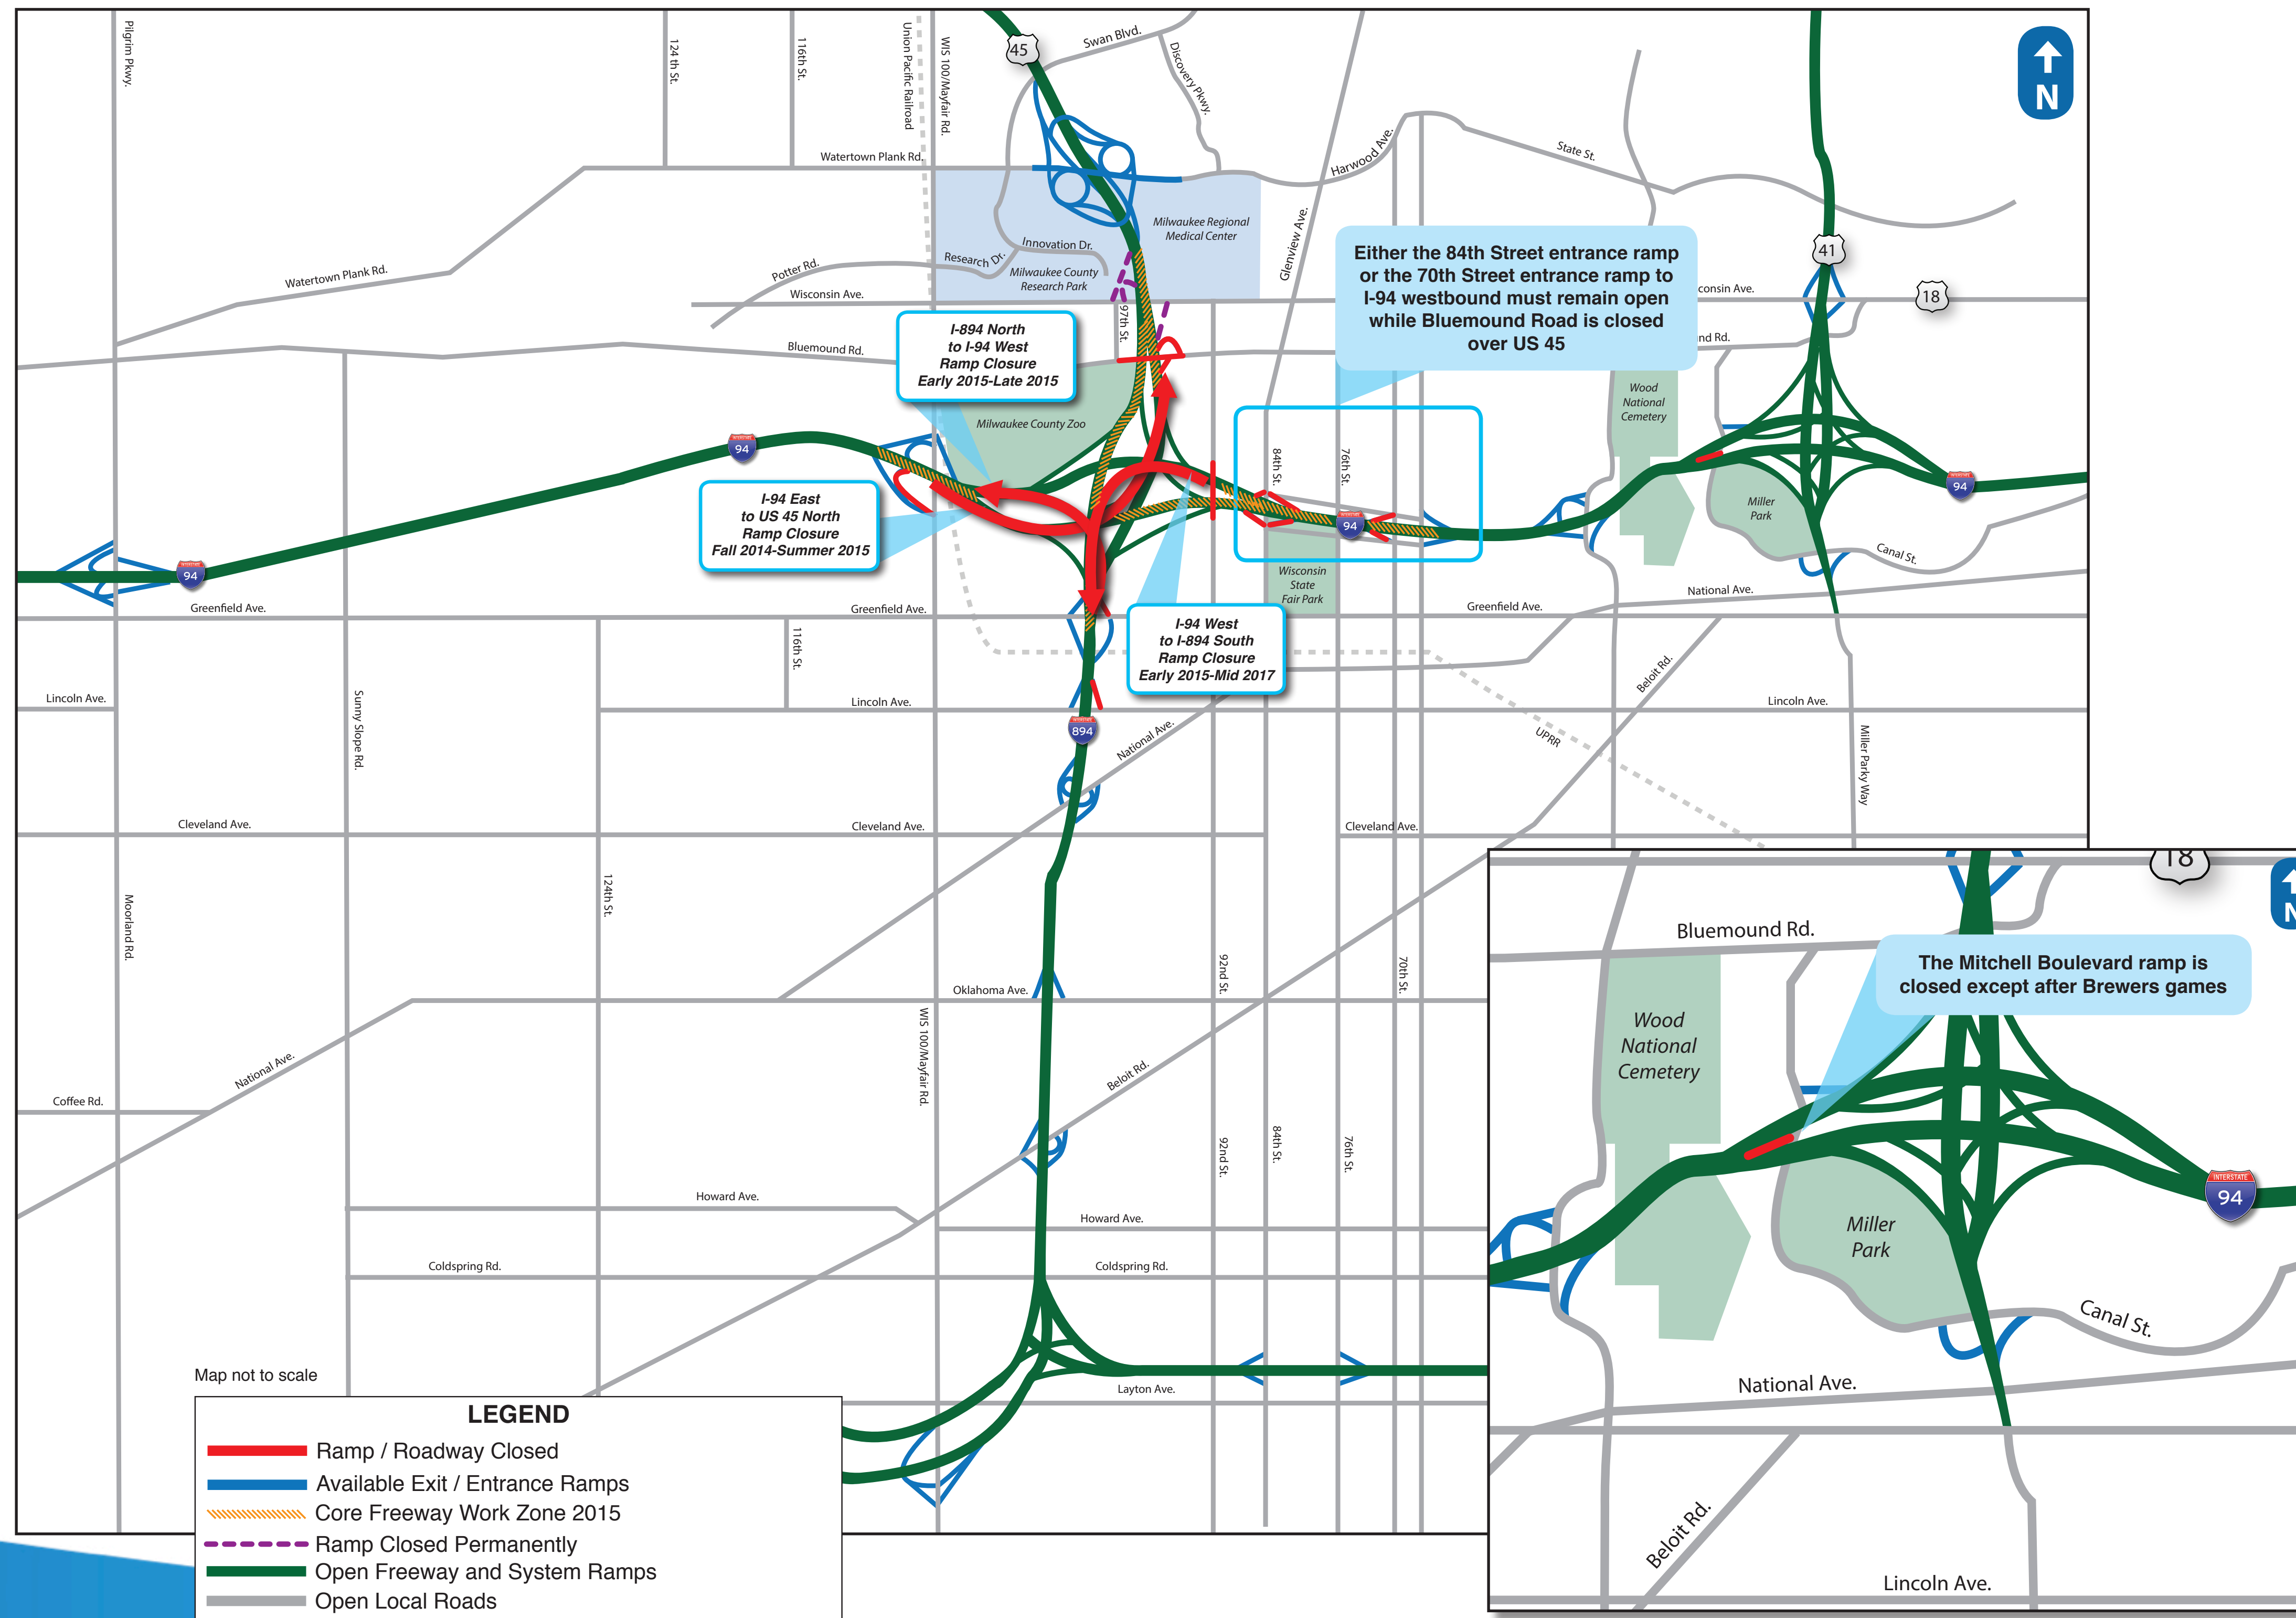 Pilgrim Pkwy.
124 th St.
116th St.
Union Pacific Railroad
WIS 100/Mayfair Rd.
45
Swan Blvd.
Discovery Pkwy.
N
Watertown Plank Rd.
Harwood Ave.
State St.
Milwaukee Regional
Medical Center
Glenview Ave.
Innovation Dr.
Research Dr.
Milwaukee County
Research Park
Watertown Plank Rd.
Potter Rd.
Wisconsin Ave.
Either the 84th Street entrance ramp
or the 70th Street entrance ramp to
I-94 westbound must remain open
while Bluemound Road is closed
over US 45
41
consin Ave.
18
97th St.
nd Rd.
I-894 North
to I-94 West
Ramp Closure
Early 2015-Late 2015
Bluemound Rd.
Milwaukee County Zoo
Wood
National
Cemetery
INTERSTATE
94
84th St.
76th St.
INTERSTATE
94
I-94 East
to US 45 North
Ramp Closure
Fall 2014-Summer 2015
Miller
Park
INTERSTATE
94
Canal St.
INTERSTATE
94
Wisconsin
State
Fair Park
National Ave.
Greenfield Ave.
Greenfield Ave.
Greenfield Ave.
I-94 West
to I-894 South
Ramp Closure
Early 2015-Mid 2017
116th St.
Beloit Rd.
Lincoln Ave.
Sunny Slope Rd.
Lincoln Ave.
Lincoln Ave.
INTERSTATE
894
National Ave.
UPRR
Miller Parky Way
Cleveland Ave.
Cleveland Ave.
Cleveland Ave.
Moorland Rd.
124th St.
92nd St.
70th St.
Oklahoma Ave.
WIS 100/Mayfair Rd.
National Ave.
Beloit Rd.
Coffee Rd.
92nd St.
84th St.
76th St.
Howard Ave.
Howard Ave.
Coldspring Rd.
Coldspring Rd.
Layton Ave.
18
N
Bluemound Rd.
The Mitchell Boulevard ramp is
closed except after Brewers games
Wood
National
Cemetery
INTERSTATE
94
Miller
Park
Canal St.
National Ave.
Beloit Rd.
Lincoln Ave.
Map not to scale
LEGEND
Ramp / Roadway Closed
Available Exit / Entrance Ramps
Core Freeway Work Zone 2015
Ramp Closed Permanently
Open Freeway and System Ramps
Open Local Roads